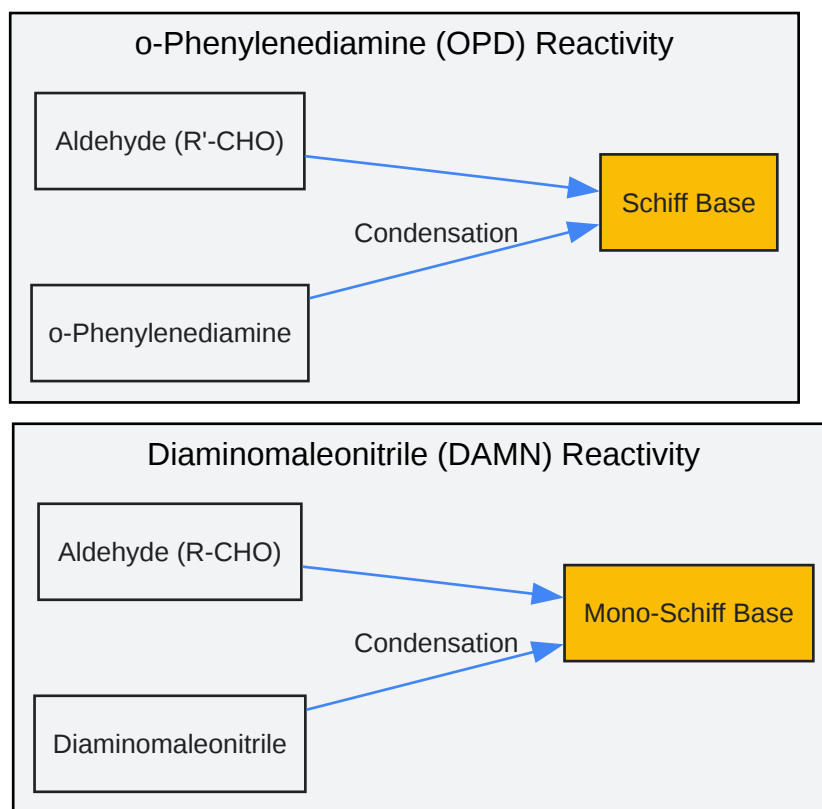 o-Phenylenediamine (OPD) Reactivity
Aldehyde (R'-CHO)
Schiff Base
Condensation
o-Phenylenediamine
Diaminomaleonitrile (DAMN) Reactivity
Aldehyde (R-CHO)
Mono-Schiff Base
Condensation
Diaminomaleonitrile